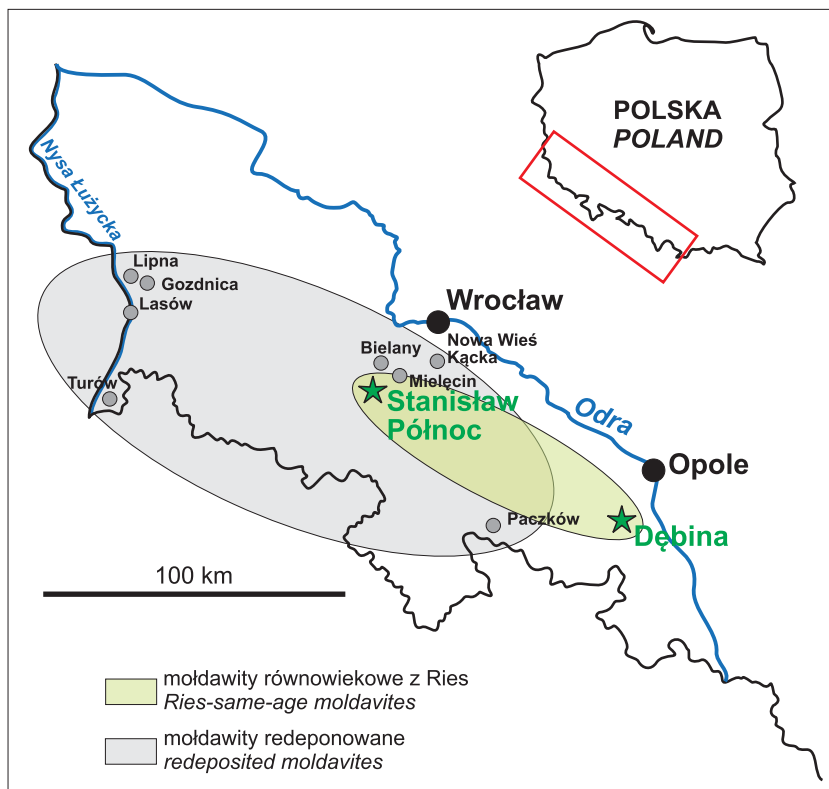 POLSKA
POLAND
Nysa Łużycka
Lipna
Gozdnica
Lasów
Turów
Wrocław
Nowa Wieś
Kącka
Bielany
Mielęcin
Stanisław
Północ
Odra
Opole
Paczków
Dębina
100 km
mołdawity równowiekowe z Ries
Ries-same-age moldavites
mołdawity redeponowane
redeposited moldavites